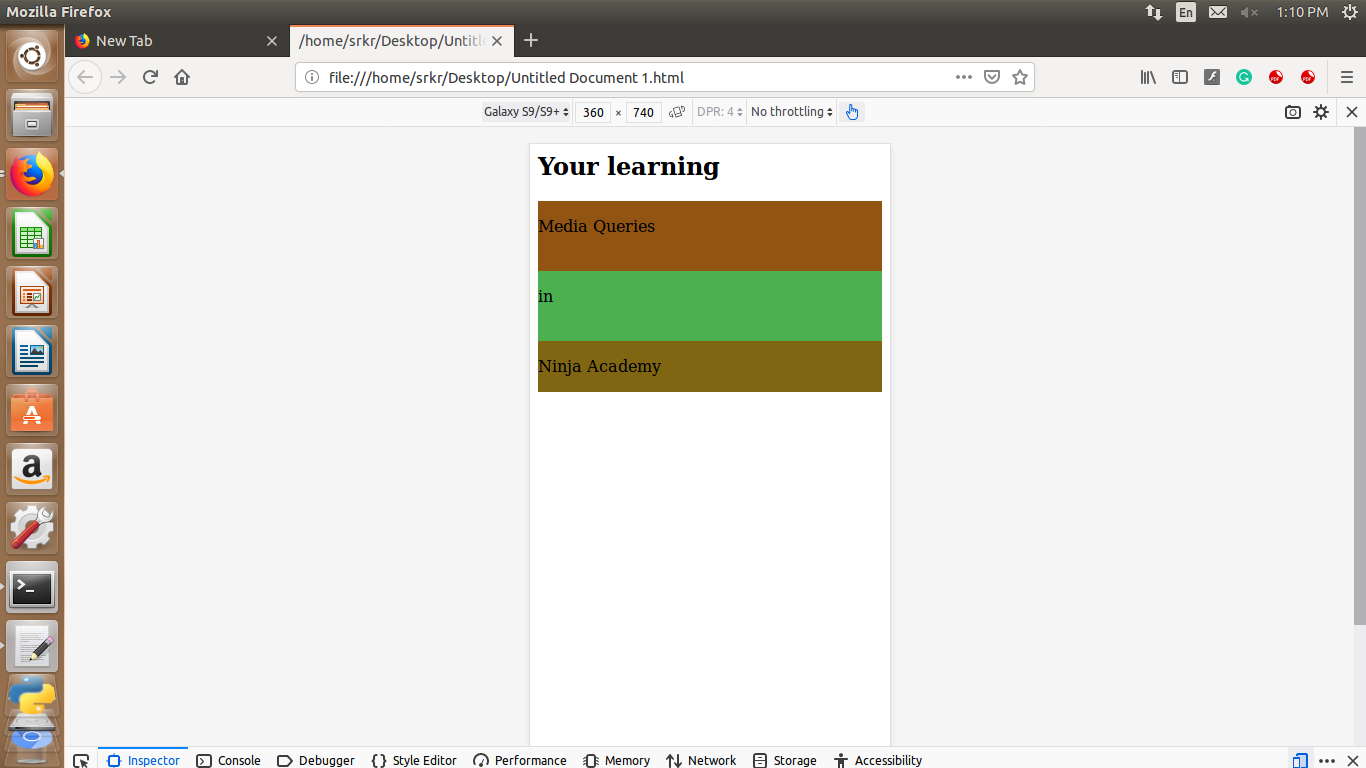 Mozilla Firefox
En
1:10 PM
New Tab
/home/srkr/Desktop/Untitl
file:///home/srkr/Desktop/Untitled Document 1.html
Galaxy S9/S9+ 360 × 740 DPR: 4 No throttling
Your learning
Media Queries
in
Ninja Academy
Inspector Console Debugger Style Editor Performance Memory Network Storage Accessibility